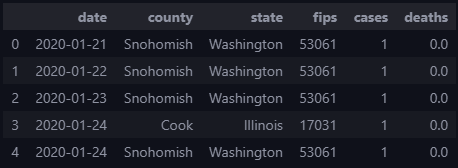 date county state fips cases deaths
0 2020-01-21 Snohomish Washington 53061 1 0.0
1 2020-01-22 Snohomish Washington 53061 1 0.0
2 2020-01-23 Snohomish Washington 53061 1 0.0
3 2020-01-24 Cook Illinois 17031 1 0.0
4 2020-01-24 Snohomish Washington 53061 1 0.0